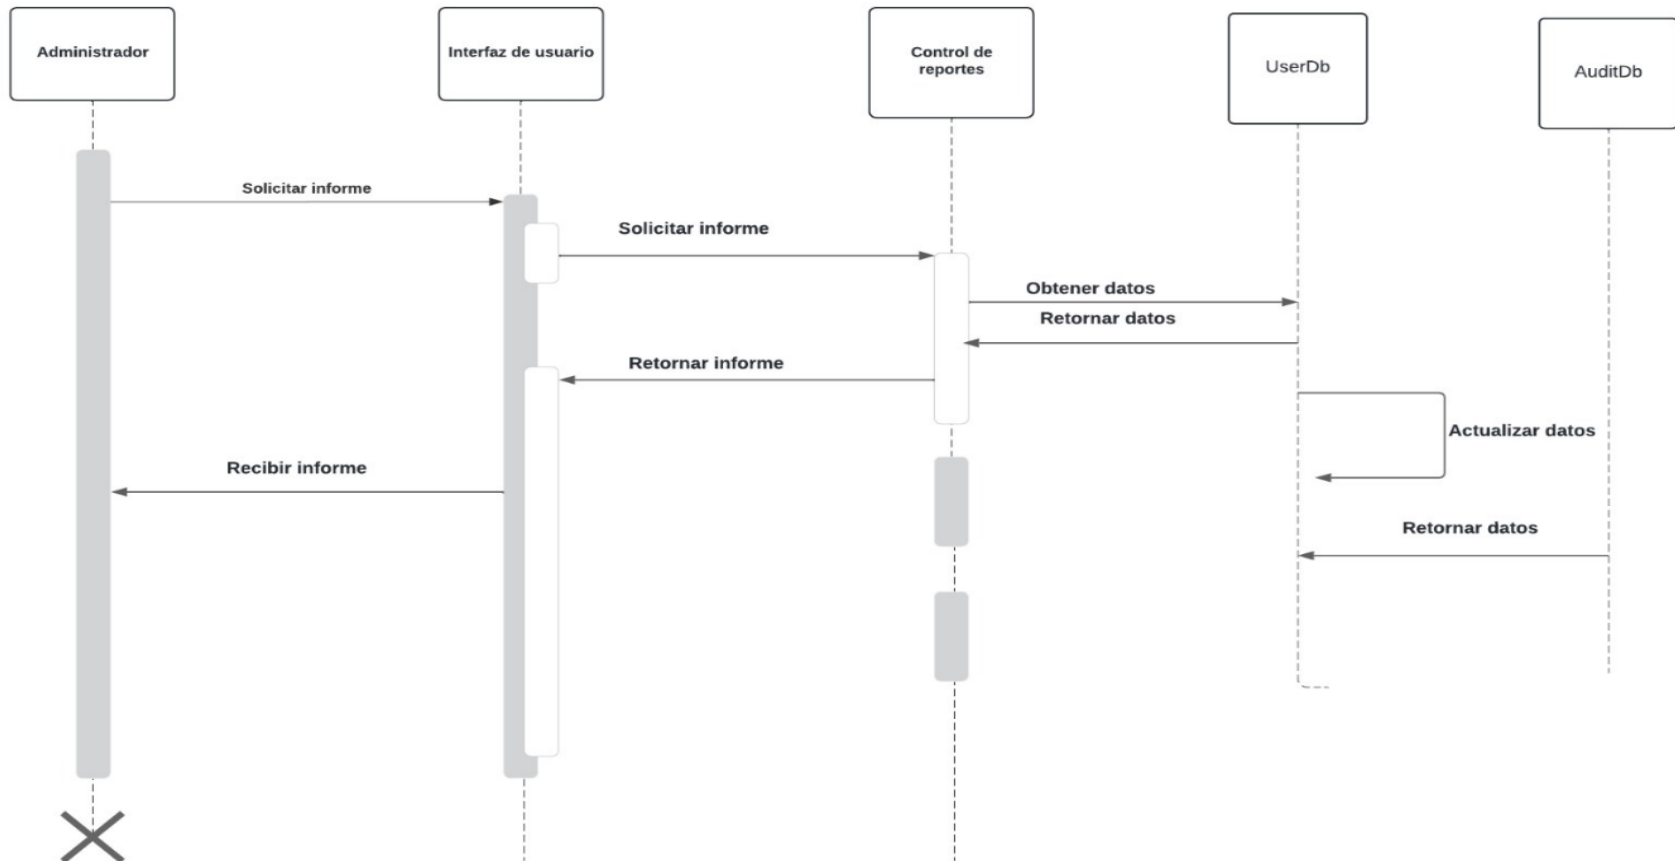 Administrador
Interfaz de usuario
Control de
reportes
UserDb
AuditDb
Solicitar informe
Solicitar informe
Obtener datos
Retornar datos
Retornar informe
Actualizar datos
Recibir informe
Retornar datos